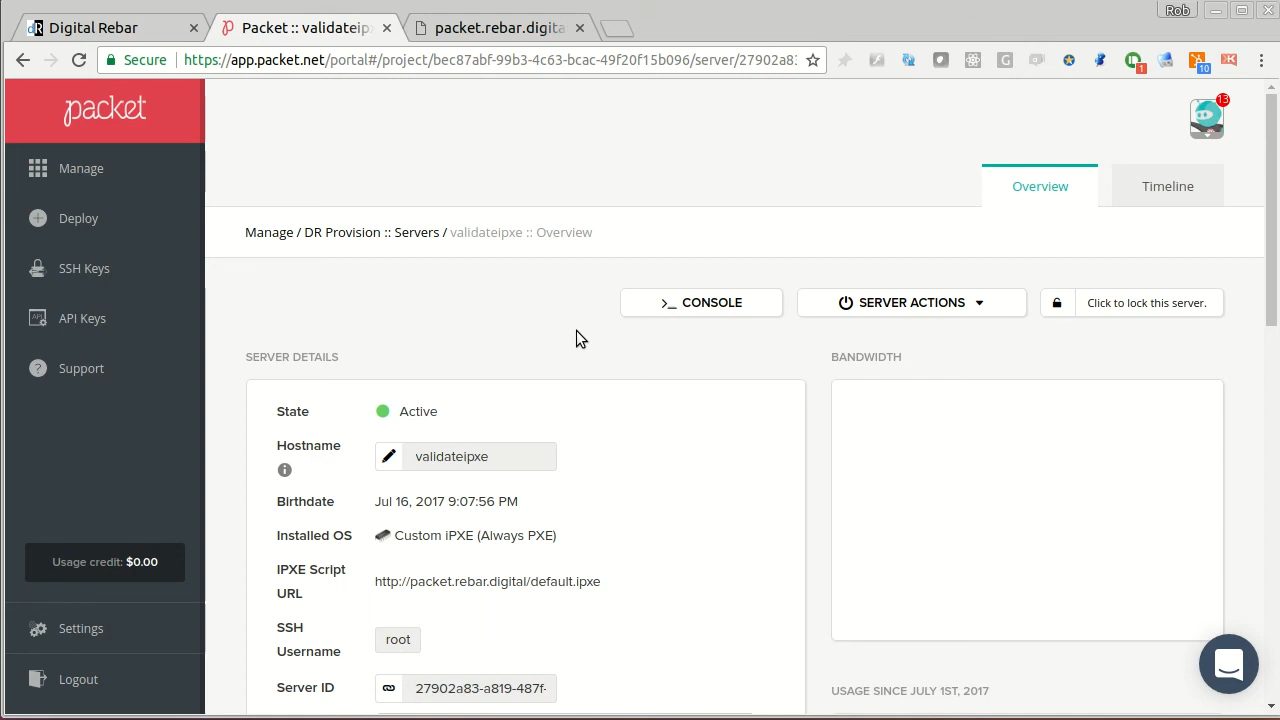 Rob
Digital Rebar
Packet :: validateipx
packet.rebar.digita
Secure
https://app.packet.net/portal#/project/bec87abf-99b3-4c63-bcac-49f20f15b096/server/27902a83
1
10
packet
13
Manage
Deploy
SSH Keys
API Keys
Support
Usage credit: $0.00
Settings
Logout
Overview
Timeline
Manage / DR Provision :: Servers / validateipxe :: Overview
>_ CONSOLE
SERVER ACTIONS
Click to lock this server.
SERVER DETAILS
BANDWIDTH
State
Active
Hostname
validateipxe
Birthdate
Jul 16, 2017 9:07:56 PM
Installed OS
Custom iPXE (Always PXE)
IPXE Script
URL
http://packet.rebar.digital/default.ipxe
SSH
Username
root
Server ID
27902a83-a819-487f-
USAGE SINCE JULY 1ST, 2017